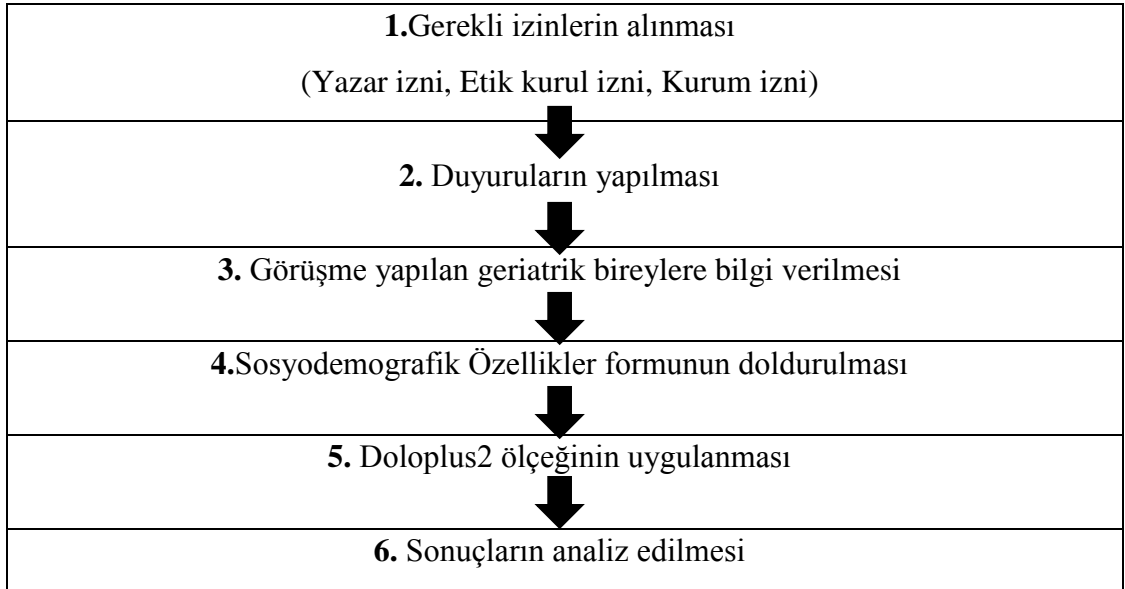 1.Gerekli izinlerin alınması
(Yazar izni, Etik kurul izni, Kurum izni)
2. Duyuruların yapılması
3. Görüşme yapılan geriatrik bireylere bilgi verilmesi
4.Sosyodemografik Özellikler formunun doldurulması
5. Doloplus2 ölçeğinin uygulanması
6. Sonuçların analiz edilmesi